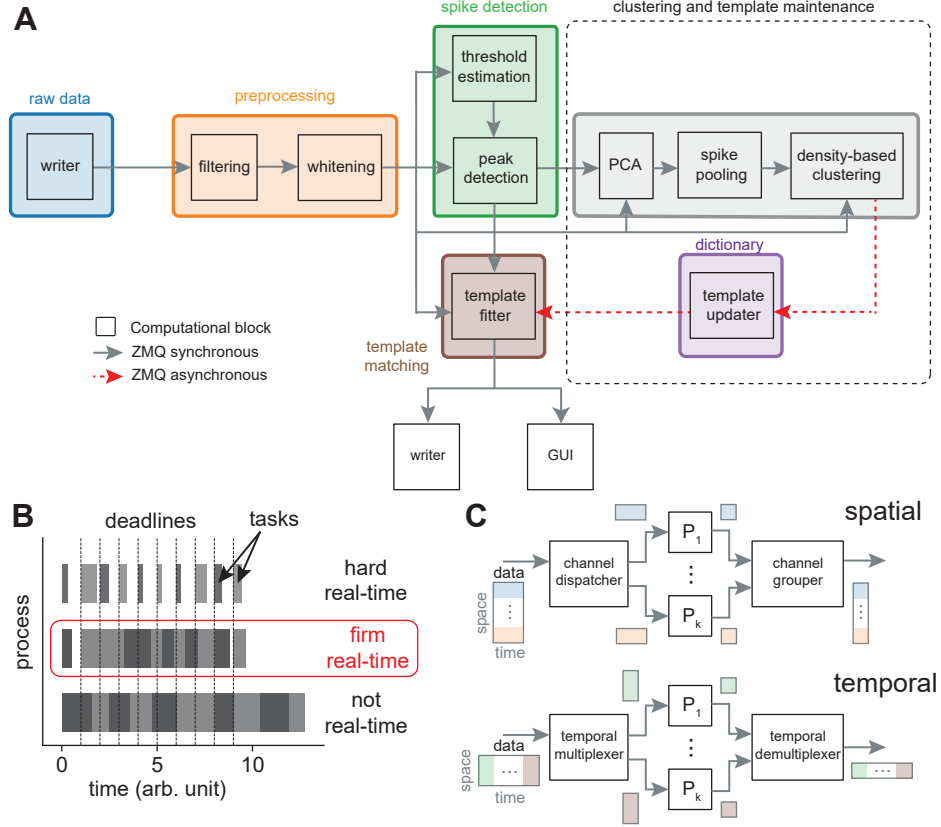 A
spike detection
clustering and template maintenance
threshold
estimation
raw data
preprocessing
writer
filtering
whitening
peak
detection
PCA
spike
pooling
density-based
clustering
dictionary
template
fitter
template
updater
Computational block
ZMQ synchronous
ZMQ asynchronous
template
matching
writer
GUI
B
deadlines
tasks
process
hard
real-time
firm
real-time
not
real-time
0
5
10
time (arb. unit)
C
spatial
P1
channel
dispatcher
channel
grouper
data
space
⋮
time
⋮
Pk
temporal
P1
temporal
multiplexer
temporal
demultiplexer
data
space
...
time
⋮
...
Pk